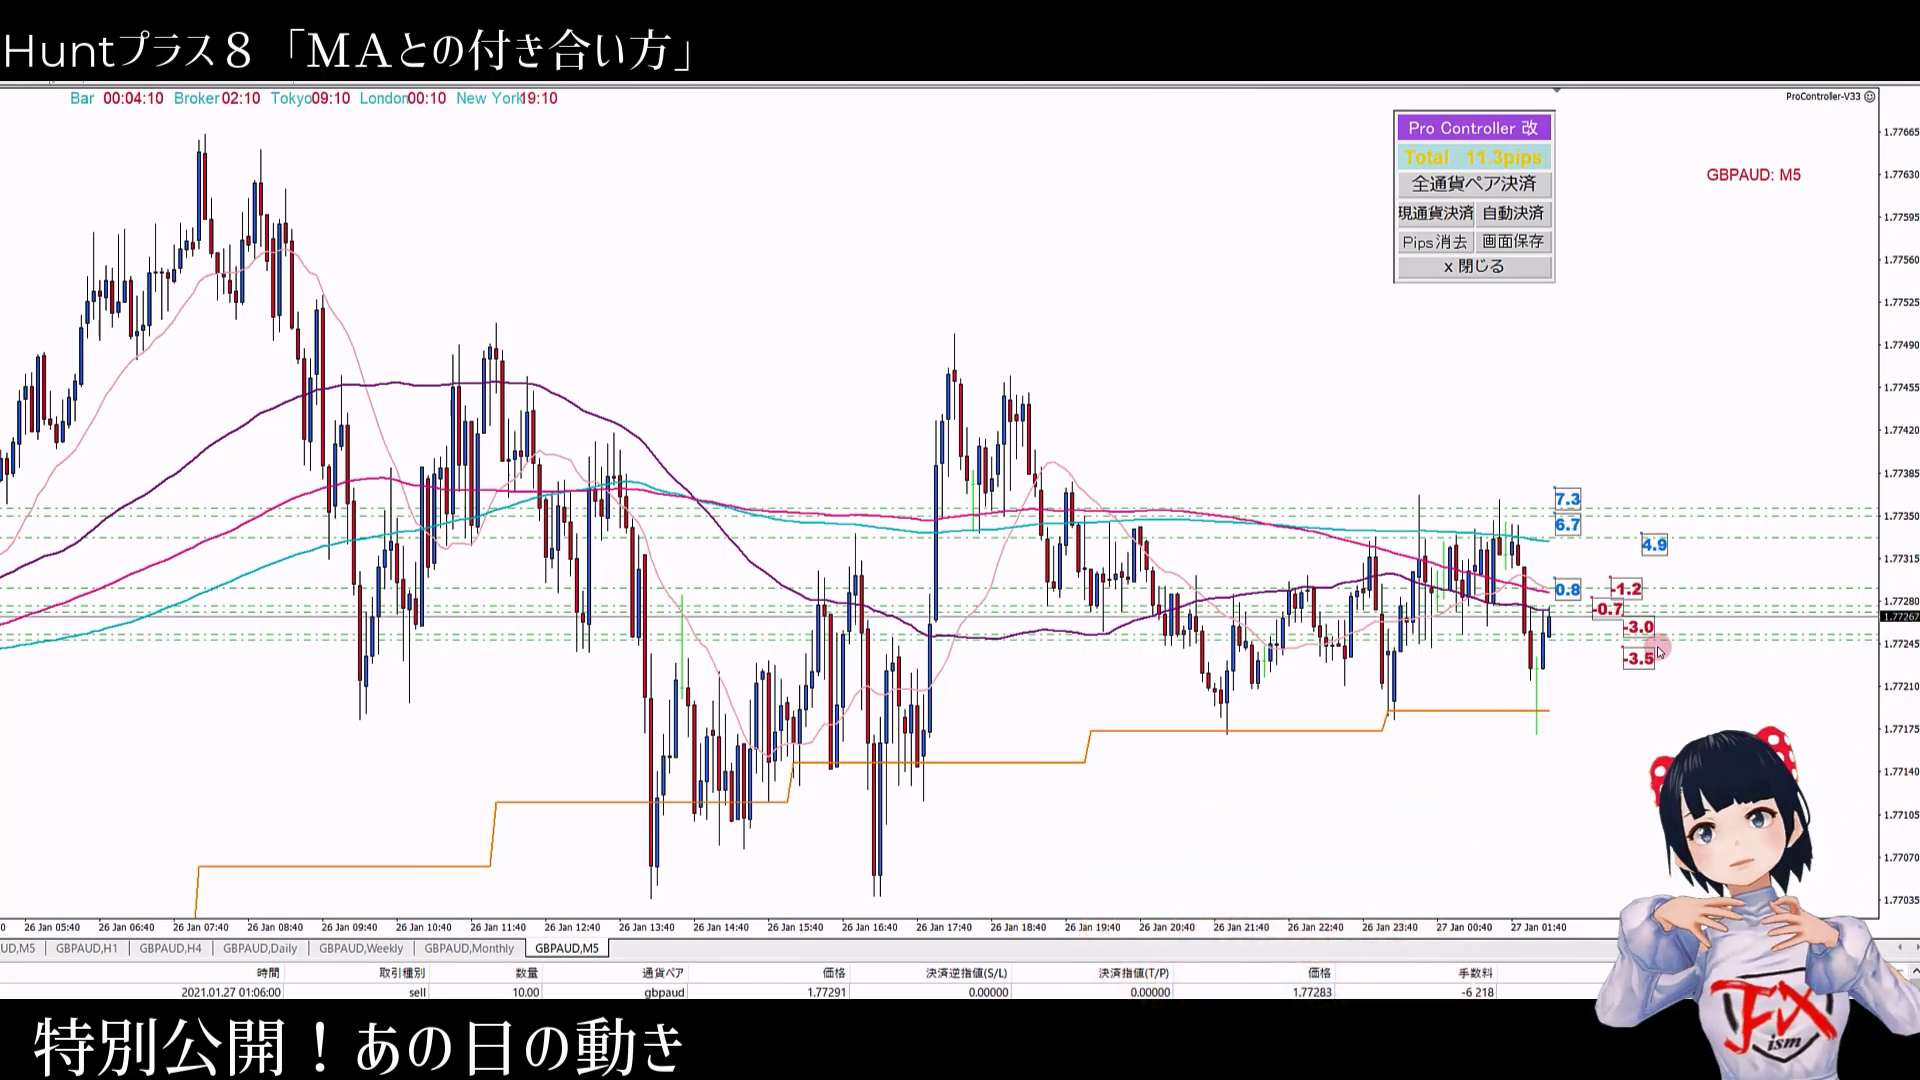 Huntプラス８「ＭＡとの付き合い方」
Bar 00:04:10 Broker 02:10 Tokyo 09:10 London 00:10 New York 19:10
ProController-V33
Pro Controller 改
Total 11.3pips
全通貨ペア決済
現通貨決済 自動決済
Pips消去 画面保存
x 閉じる
GBPAUD: M5
1.77665
1.77630
1.77595
1.77560
1.77525
1.77490
1.77455
1.77420
1.77385
1.77350
1.77315
1.77280
1.77267
1.77245
1.77210
1.77175
1.77140
1.77105
1.77070
1.77035
7.3
6.7
4.9
0.8
-1.2
-0.7
-3.0
-3.5
26 Jan 05:40 26 Jan 06:40 26 Jan 07:40 26 Jan 08:40 26 Jan 09:40 26 Jan 10:40 26 Jan 11:40 26 Jan 12:40 26 Jan 13:40 26 Jan 14:40 26 Jan 15:40 26 Jan 16:40 26 Jan 17:40 26 Jan 18:40 26 Jan 19:40 26 Jan 20:40 26 Jan 21:40 26 Jan 22:40 26 Jan 23:40 27 Jan 00:40 27 Jan 01:40
UD,M5 GBPAUD,H1 GBPAUD,H4 GBPAUD,Daily GBPAUD,Weekly GBPAUD,Monthly GBPAUD,M5
時間 取引種別 数量 通貨ペア 価格 決済逆指値(S/L) 決済指値(T/P) 価格 手数料
2021.01.27 01:06:00 sell 10.00 gbpaud 1.77291 0.00000 0.00000 1.77283 -6 218
FX
ism
特別公開！あの日の動き